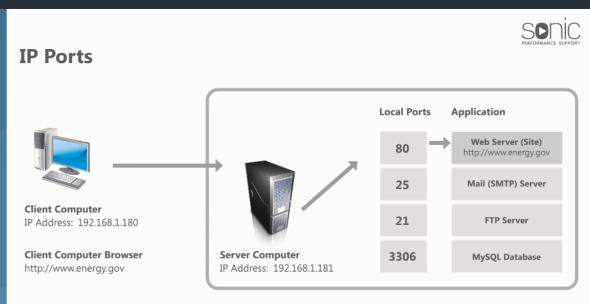 sonic
PERFORMANCE SUPPORT
IP Ports
Local Ports
Application
80
Web Server (Site)
http://www.energy.gov
25
Mail (SMTP) Server
21
FTP Server
3306
MySQL Database
Client Computer
IP Address: 192.168.1.180
Client Computer Browser
http://www.energy.gov
Server Computer
IP Address: 192.168.1.181